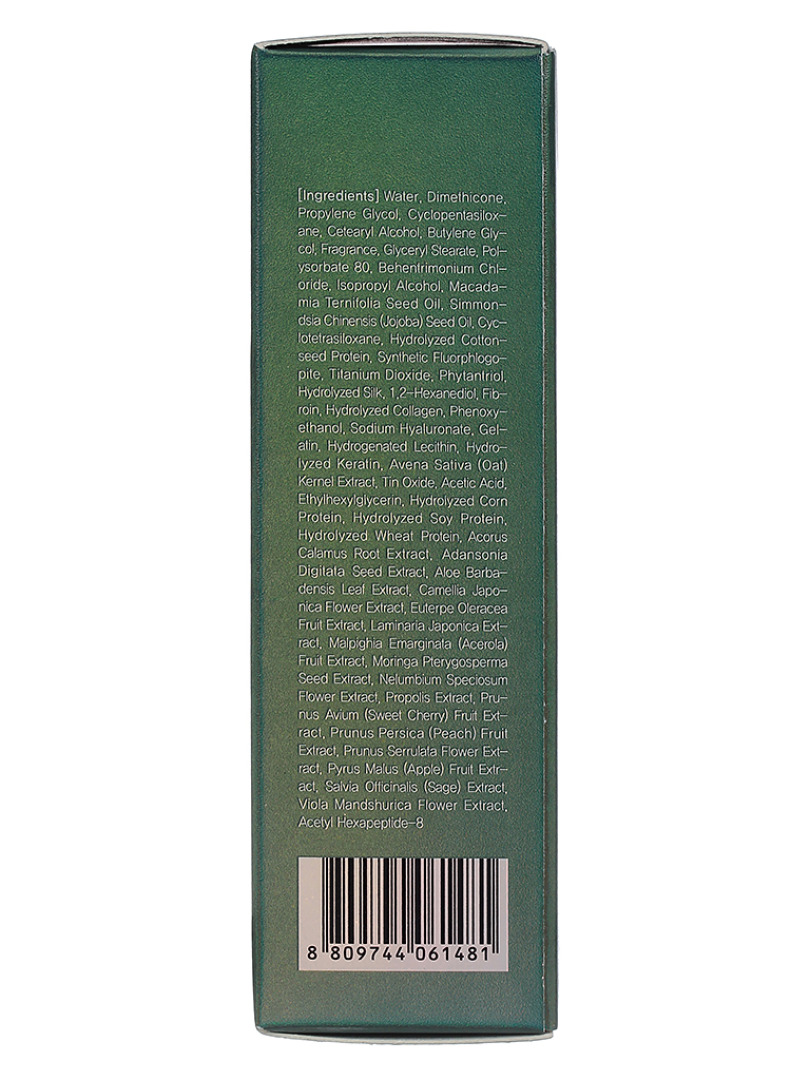 [Ingredients] Water, Dimethicone,
Propylene Glycol, Cyclopentasilox-
ane, Cetearyl Alcohol, Butylene Gly-
col, Fragrance, Glyceryl Stearate, Pol-
ysorbate 80, Behentrimonium Chl-
oride, Isopropyl Alcohol, Macada-
mia Ternifolia Seed Oil, Simmon-
dsia Chinensis (Jojoba) Seed Oil, Cyc-
lotetrasiloxane, Hydrolyzed Cotton-
seed Protein, Synthetic Fluorphlogo-
pite, Titanium Dioxide, Phytantriol,
Hydrolyzed Silk, 1,2-Hexanediol, Fib-
roin, Hydrolyzed Collagen, Phenoxy-
ethanol, Sodium Hyaluronate, Gel-
atin, Hydrogenated Lecithin, Hydro-
lyzed Keratin, Avena Sativa (Oat)
Kernel Extract, Tin Oxide, Acetic Acid,
Ethylhexylglycerin, Hydrolyzed Corn
Protein, Hydrolyzed Soy Protein,
Hydrolyzed Wheat Protein, Acorus
Calamus Root Extract, Adansonia
Digitata Seed Extract, Aloe Barba-
densis Leaf Extract, Camellia Japo-
nica Flower Extract, Euterpe Oleracea
Fruit Extract, Laminaria Japonica Ext-
ract, Malpighia Emarginata (Acerola)
Fruit Extract, Moringa Pterygosperma
Seed Extract, Nelumbium Speciosum
Flower Extract, Propolis Extract, Pru-
nus Avium (Sweet Cherry) Fruit Ext-
ract, Prunus Persica (Peach) Fruit
Extract, Prunus Serrulata Flower Ext-
ract, Pyrus Malus (Apple) Fruit Extr-
act, Salvia Officinalis (Sage) Extract,
Viola Mandshurica Flower Extract,
Acetyl Hexapeptide-8
8 809744 061481